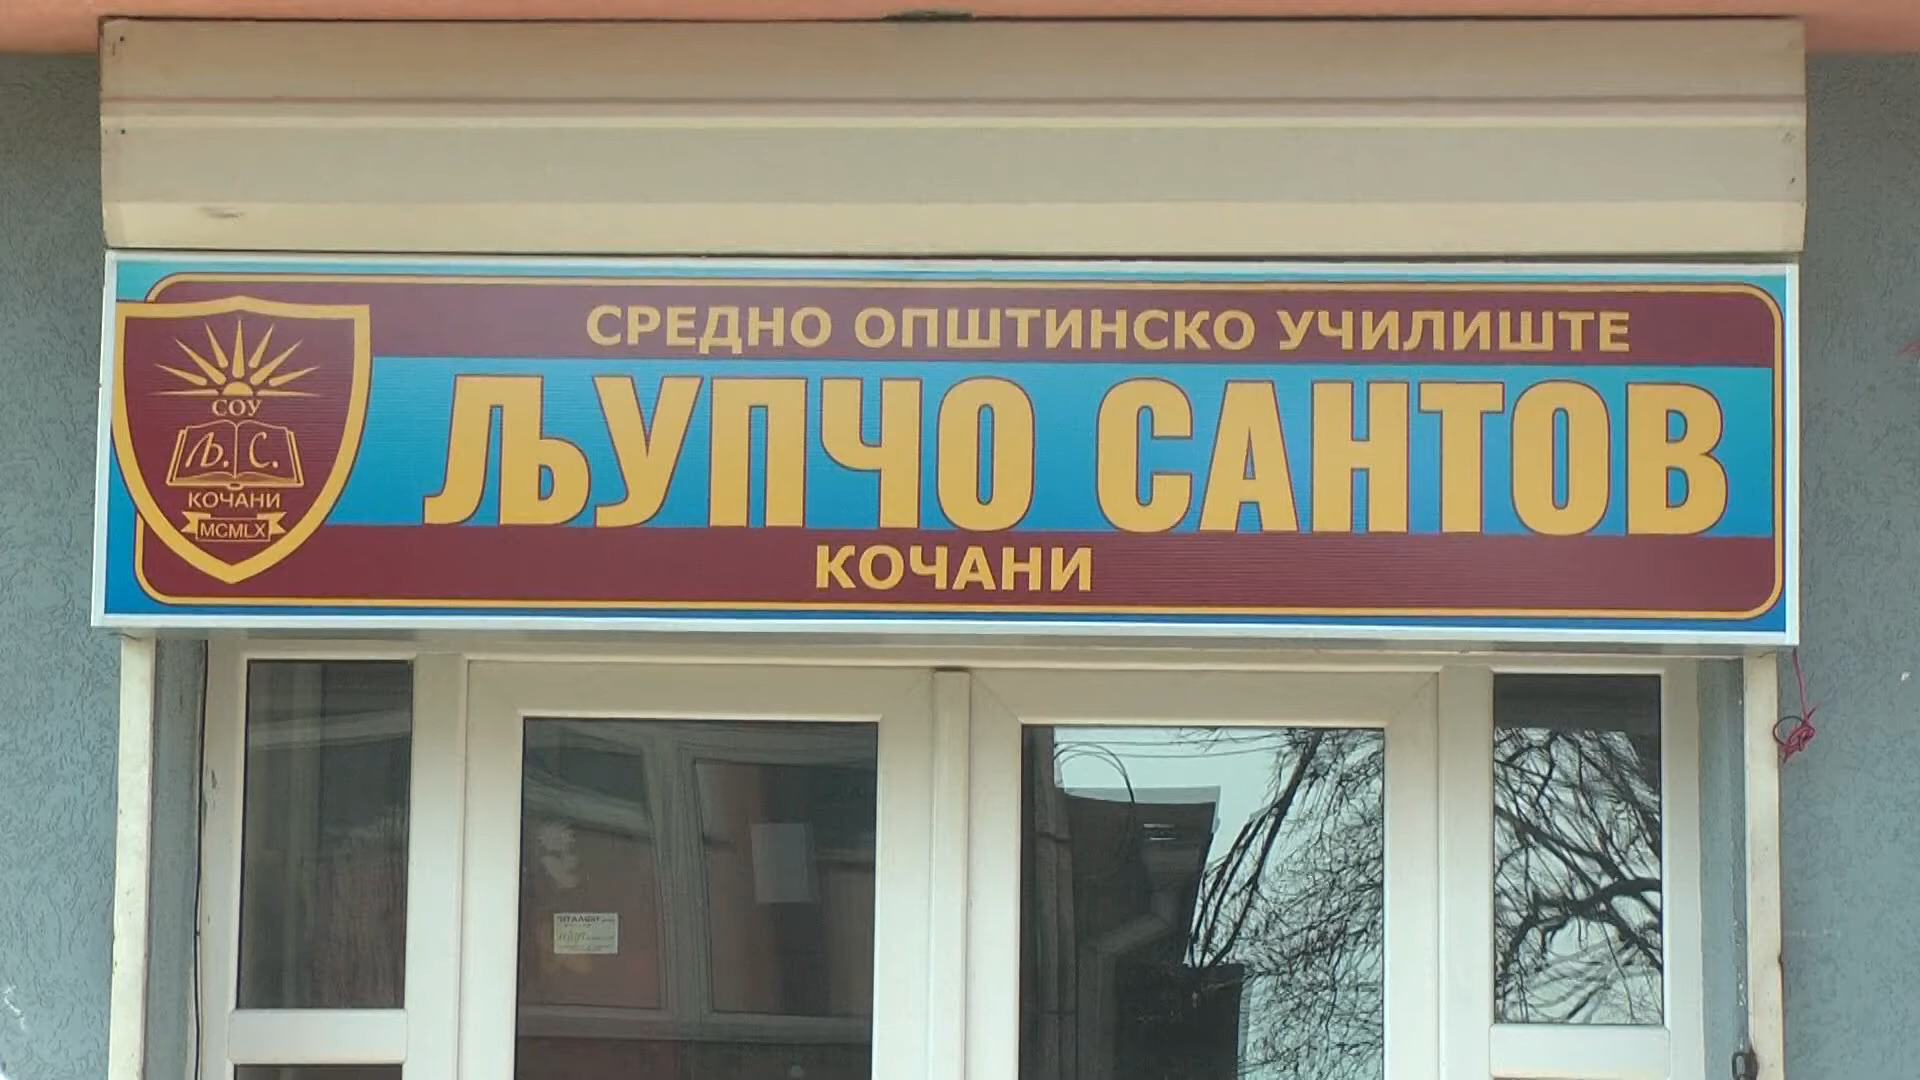 СРЕДНО ОПШТИНСКО УЧИЛИШТЕ
ЉУПЧО САНТОВ
КОЧАНИ
СОУ
Љ. С.
КОЧАНИ
MCMLX